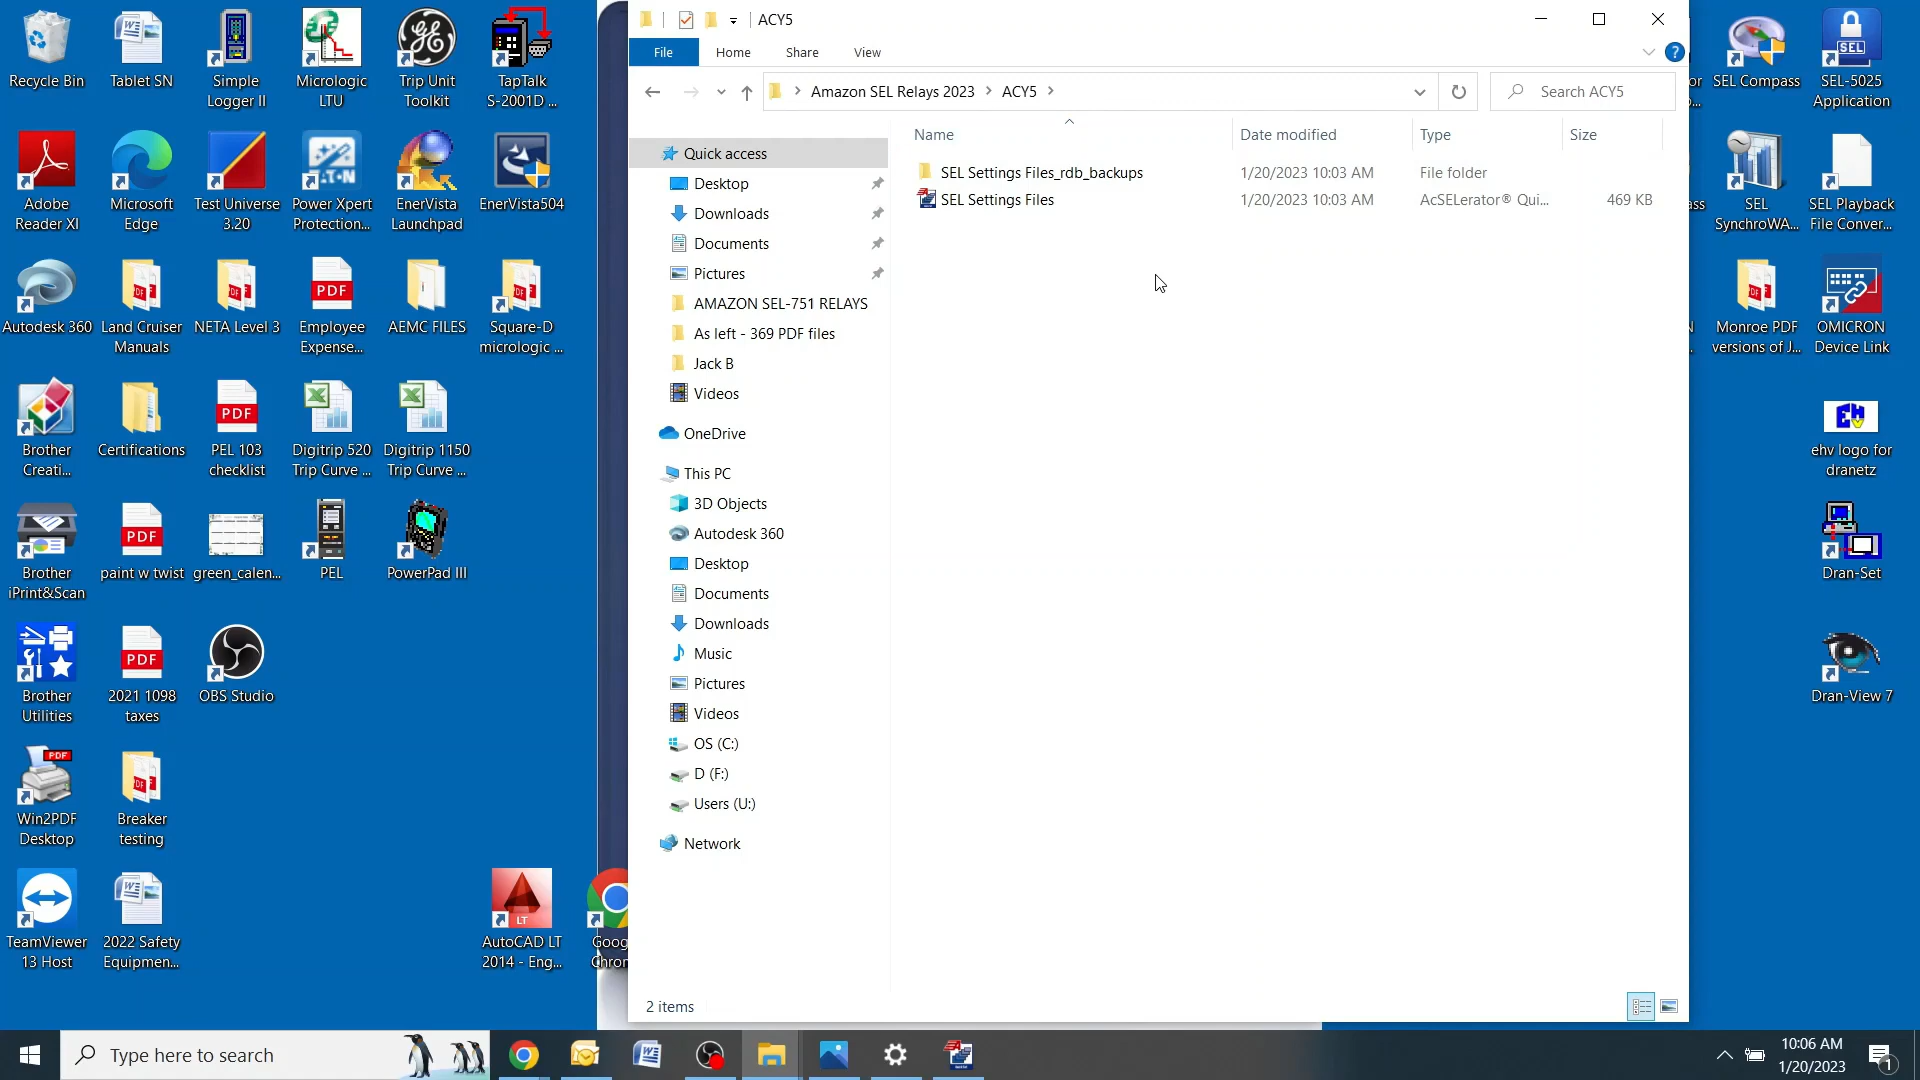 Recycle Bin
Tablet SN
Simple
Logger II
Micrologic
LTU
Trip Unit
Toolkit
TapTalk
S-2001D ...
Adobe
Reader XI
Microsoft
Edge
Test Universe
3.20
Power Xpert
Protection...
EnerVista
Launchpad
EnerVista504
Autodesk 360
Land Cruiser
Manuals
NETA Level 3
Employee
Expense...
AEMC FILES
Square-D
micrologic ...
Brother
Creati...
Certifications
PEL 103
checklist
Digitrip 520
Trip Curve ...
Digitrip 1150
Trip Curve ...
Brother
iPrint&Scan
paint w twist
green_calen...
PEL
PowerPad III
Brother
Utilities
2021 1098
taxes
OBS Studio
Win2PDF
Desktop
Breaker
testing
TeamViewer
13 Host
2022 Safety
Equipmen...
AutoCAD LT
2014 - Eng...
Goog
Chron
ACY5
File
Home
Share
View
Amazon SEL Relays 2023
ACY5
Search ACY5
Name
Date modified
Type
Size
SEL Settings Files_rdb_backups
1/20/2023 10:03 AM
File folder
SEL Settings Files
1/20/2023 10:03 AM
AcSELerator® Qui...
469 KB
Quick access
Desktop
Downloads
Documents
Pictures
AMAZON SEL-751 RELAYS
As left - 369 PDF files
Jack B
Videos
OneDrive
This PC
3D Objects
Autodesk 360
Desktop
Documents
Downloads
Music
Pictures
Videos
OS (C:)
D (F:)
Users (U:)
Network
2 items
SEL Compass
SEL-5025
Application
SEL
SynchroWA...
SEL Playback
File Conver...
Monroe PDF
versions of J...
OMICRON
Device Link
ehv logo for
dranetz
Dran-Set
Dran-View 7
Type here to search
10:06 AM
1/20/2023
1